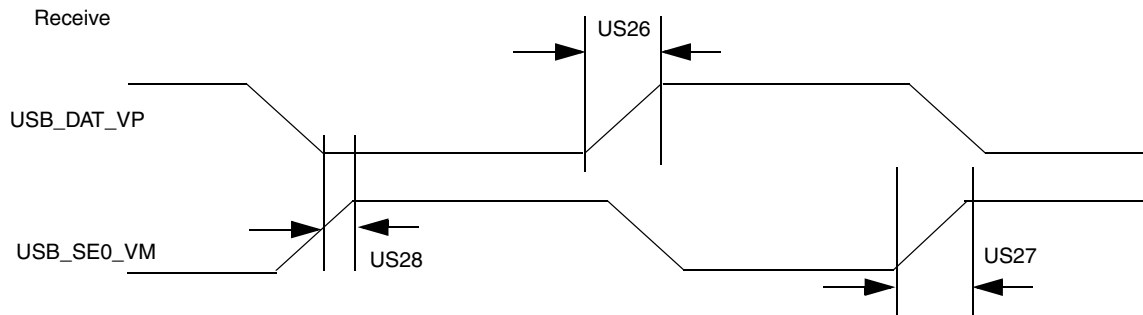 Receive
US26
USB_DAT_VP
USB_SE0_VM
US28
US27